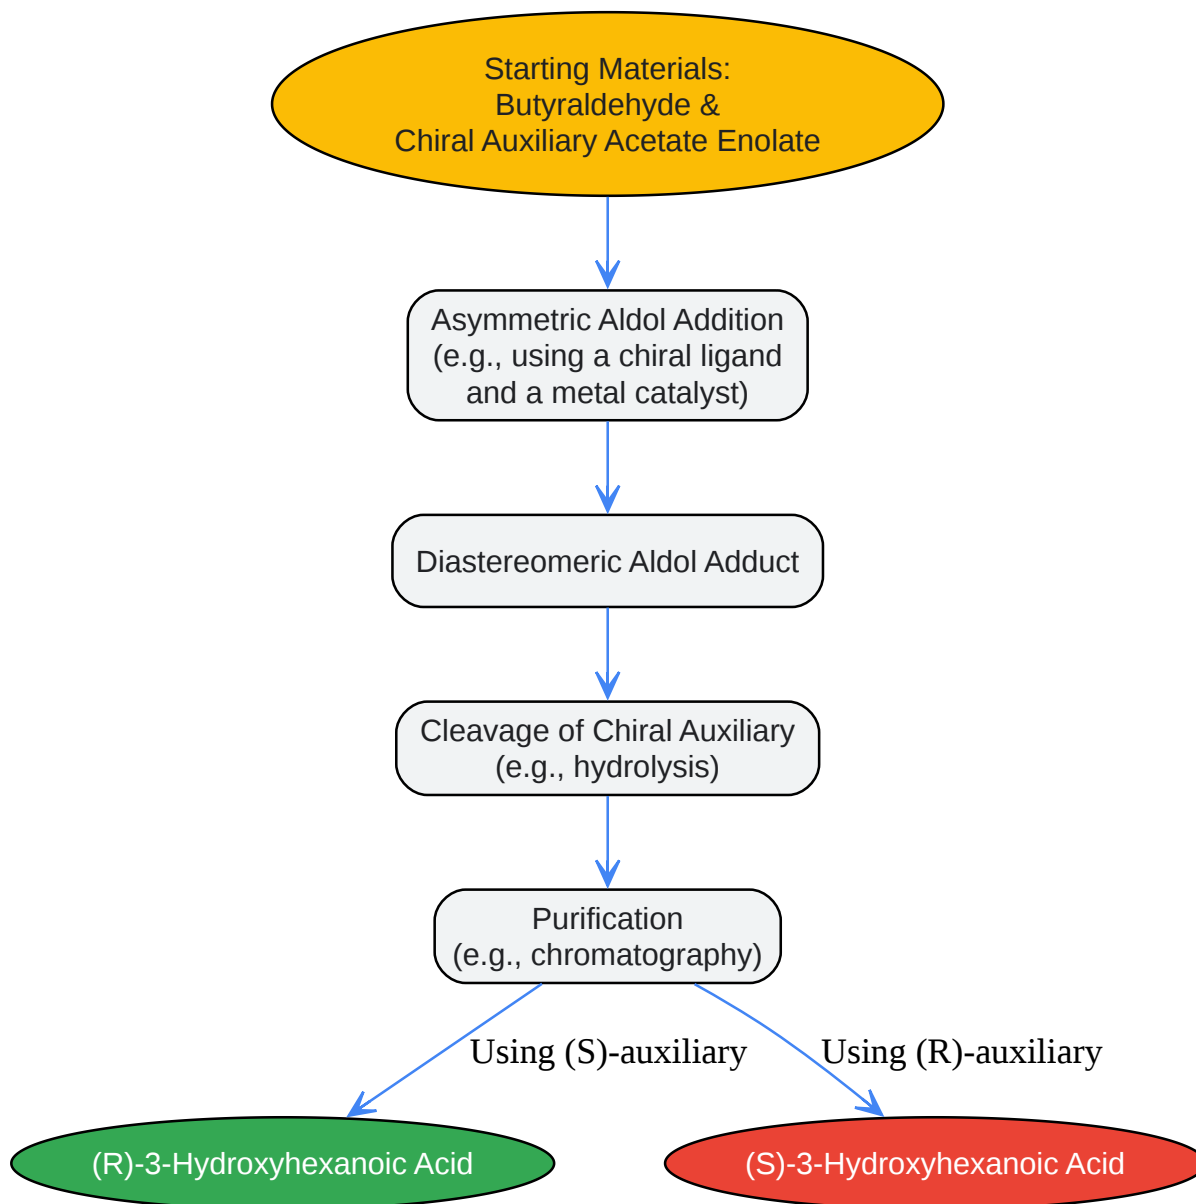 Starting Materials:
Butyraldehyde &
Chiral Auxiliary Acetate Enolate
Asymmetric Aldol Addition
(e.g., using a chiral ligand
and a metal catalyst)
Diastereomeric Aldol Adduct
Cleavage of Chiral Auxiliary
(e.g., hydrolysis)
Purification
(e.g., chromatography)
Using (S)-auxiliary
Using (R)-auxiliary
(R)-3-Hydroxyhexanoic Acid
(S)-3-Hydroxyhexanoic Acid